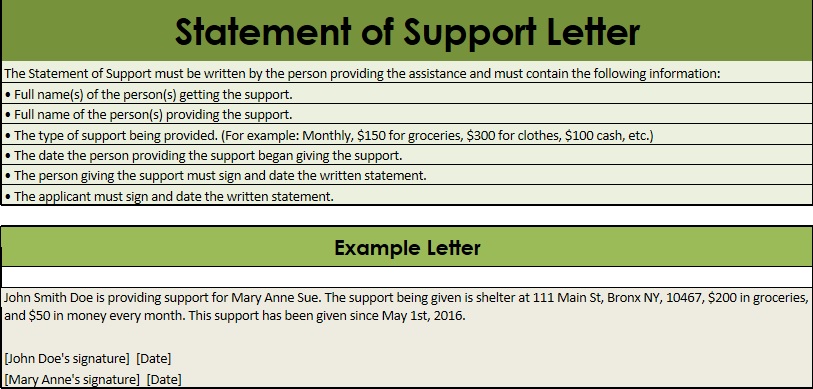 Statement of Support Letter
The Statement of Support must be written by the person providing the assistance and must contain the following information:
• Full name(s) of the person(s) getting the support.
• Full name of the person(s) providing the support.
• The type of support being provided. (For example: Monthly, $150 for groceries, $300 for clothes, $100 cash, etc.)
• The date the person providing the support began giving the support.
• The person giving the support must sign and date the written statement.
• The applicant must sign and date the written statement.
Example Letter
John Smith Doe is providing support for Mary Anne Sue. The support being given is shelter at 111 Main St, Bronx NY, 10467, $200 in groceries,
and $50 in money every month. This support has been given since May 1st, 2016.
[John Doe's signature] [Date]
[Mary Anne's signature] [Date]